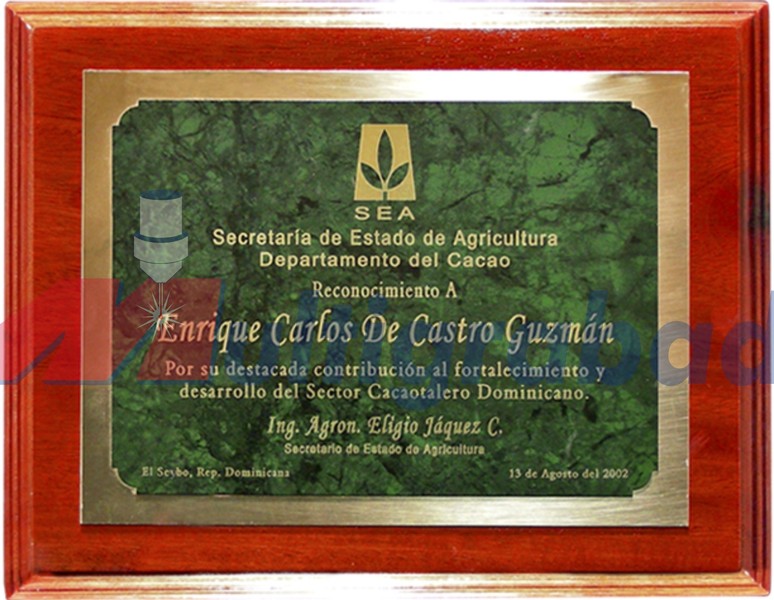 SEA
Secretaría de Estado de Agricultura
Departamento del Cacao
Reconocimiento A
Enrique Carlos De Castro Guzmán
Por su destacada contribución al fortalecimiento y
desarrollo del Sector Cacaotalero Dominicano.
Ing. Agron. Eligio Jáquez C.
Secretario de Estado de Agricultura
El Seybo, Rep. Dominicana
13 de Agosto del 2002